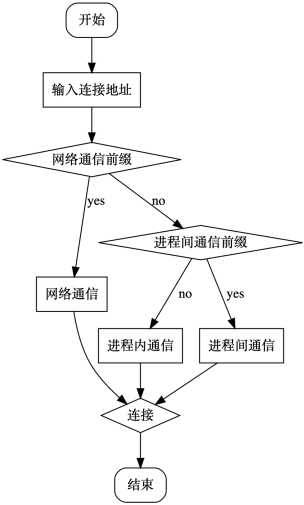 开始
输入连接地址
网络通信前缀
yes
no
进程间通信前缀
no
yes
网络通信
进程内通信
进程间通信
连接
结束